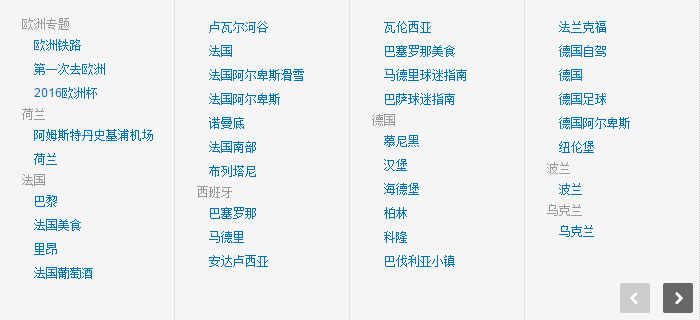 欧洲专题
欧洲铁路
第一次去欧洲
2016欧洲杯
荷兰
阿姆斯特丹史基浦机场
荷兰
法国
巴黎
法国美食
里昂
法国葡萄酒
卢瓦尔河谷
法国
法国阿尔卑斯滑雪
法国阿尔卑斯
诺曼底
法国南部
布列塔尼
西班牙
巴塞罗那
马德里
安达卢西亚
瓦伦西亚
巴塞罗那美食
马德里球迷指南
巴萨球迷指南
德国
慕尼黑
汉堡
海德堡
柏林
科隆
巴伐利亚小镇
法兰克福
德国自驾
德国
德国足球
德国阿尔卑斯
纽伦堡
波兰
波兰
乌克兰
乌克兰